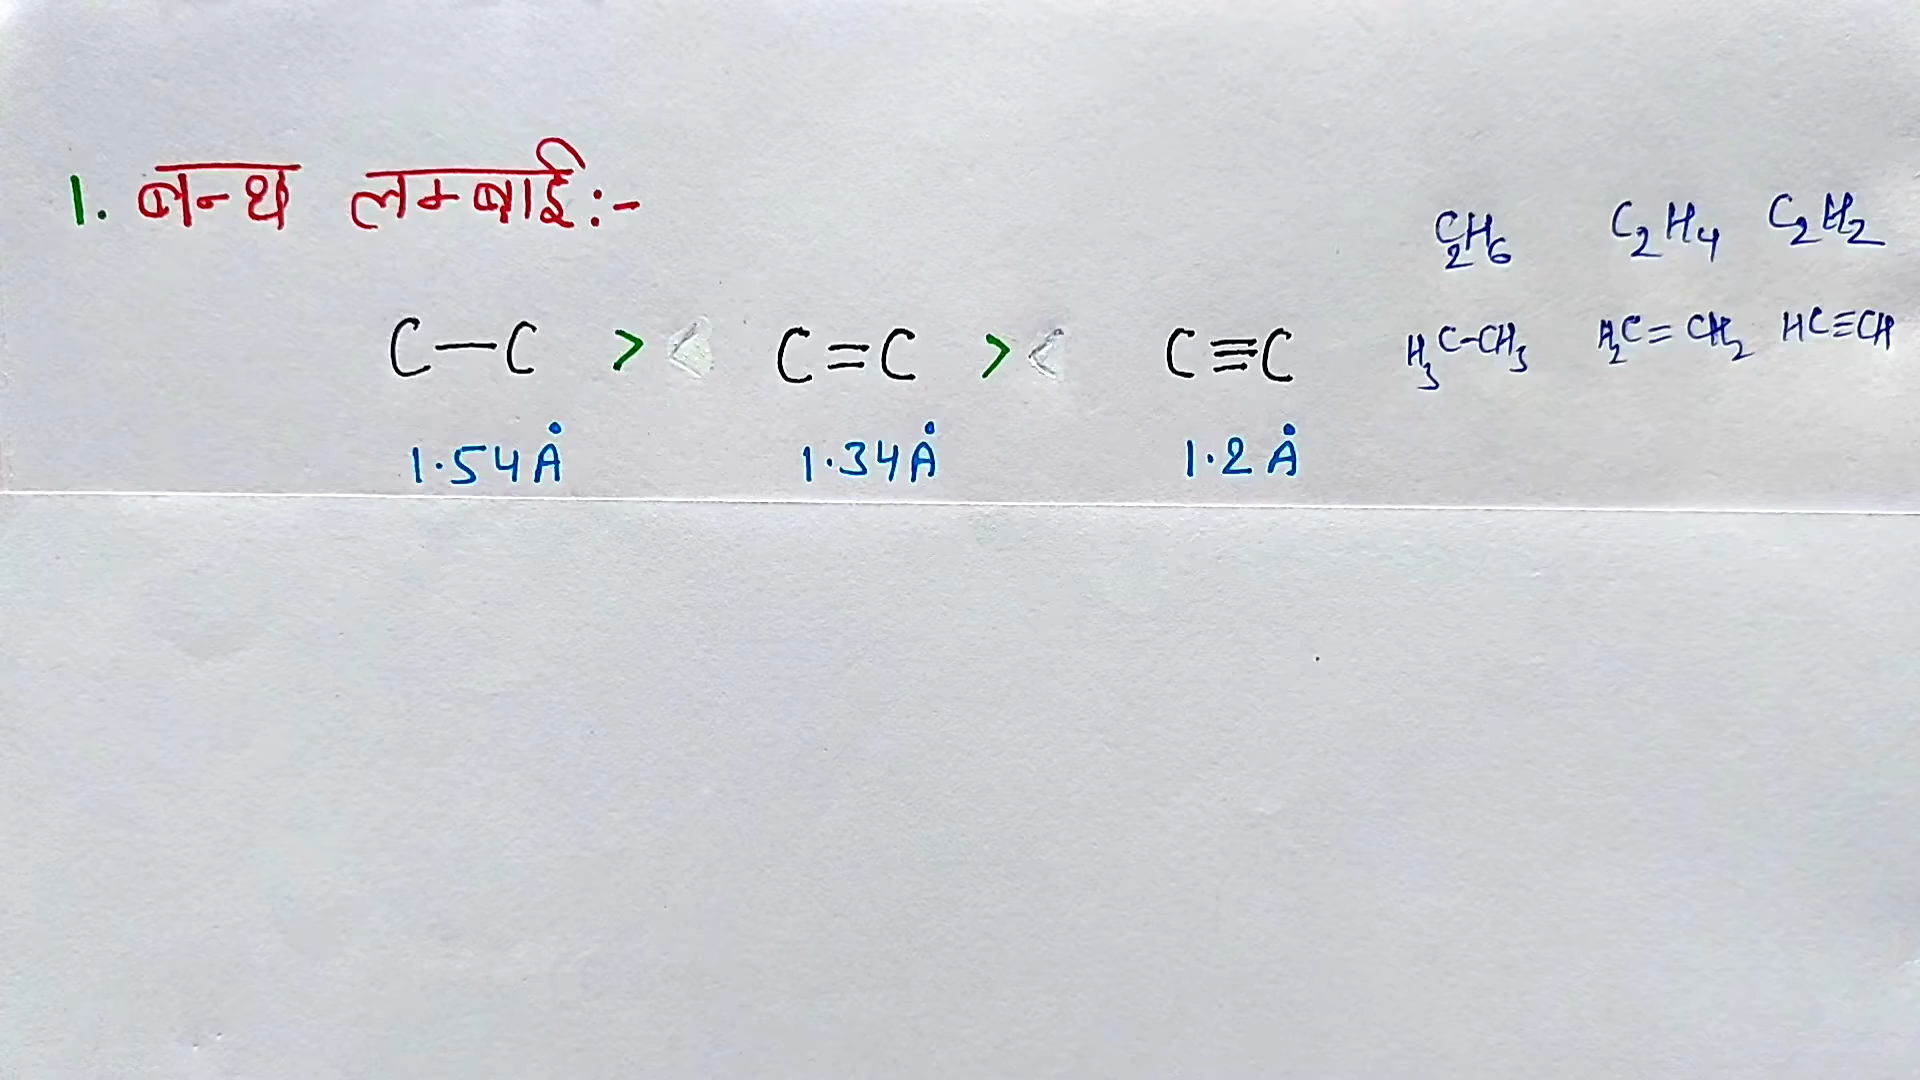 1. बन्ध लम्बाई:-
C₂H₆ C₂H₄ C₂H₂
C—C > < C=C > < C≡C
H₃C-CH₃ H₂C=CH₂ HC≡CH
1.54Å 1.34Å 1.2Å